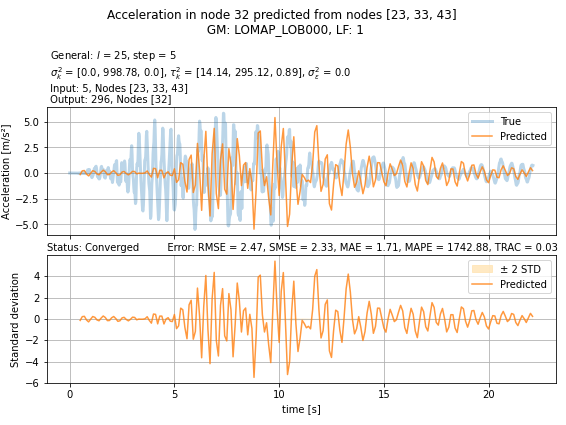 Acceleration in node 32 predicted from nodes [23, 33, 43]
GM: LOMAP_LOB000, LF: 1
General: l = 25, step = 5
σ²ₖ = [0.0, 998.78, 0.0], τ²ₖ = [14.14, 295.12, 0.89], σ²ε = 0.0
Input: 5, Nodes [23, 33, 43]
Output: 296, Nodes [32]
Acceleration [m/s²]
5.0
2.5
0.0
−2.5
−5.0
True
Predicted
Status: Converged
Error: RMSE = 2.47, SMSE = 2.33, MAE = 1.71, MAPE = 1742.88, TRAC = 0.03
Standard deviation
4
2
0
−2
−4
−6
± 2 STD
Predicted
0
5
10
15
20
time [s]